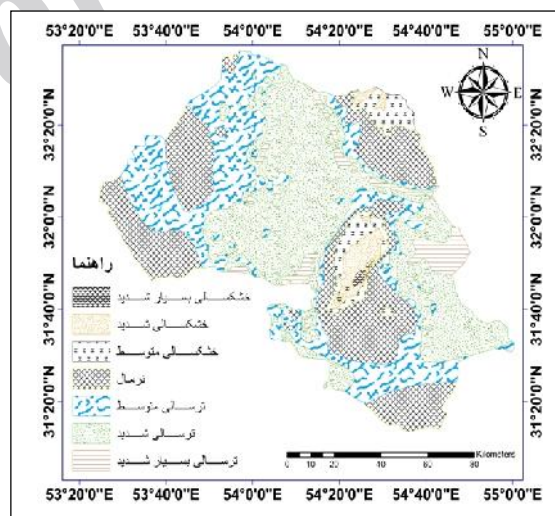 53°20'0"E 53°40'0"E 54°0'0"E 54°20'0"E 54°40'0"E 55°0'0"E
N
W E
S
32°20'0"N 32°20'0"N
32°0'0"N 32°0'0"N
31°40'0"N 31°40'0"N
31°20'0"N 31°20'0"N
راهنما
خشکسالی بسیار شدید
خشکسالی شدید
خشکسالی متوسط
نرمال
ترسالی متوسط
ترسالی شدید
ترسالی بسیار شدید
Kilometers
0 10 20 40 60 80
53°20'0"E 53°40'0"E 54°0'0"E 54°20'0"E 54°40'0"E 55°0'0"E